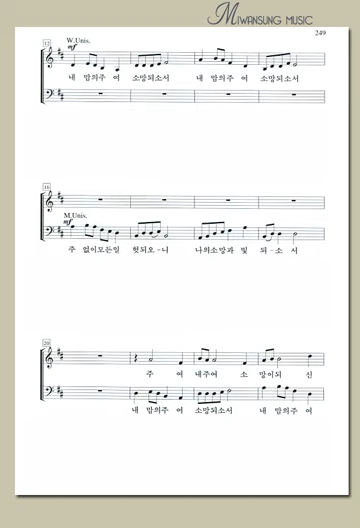 MIWANSUNG MUSIC
249
12 W.Unis.
mf
내 맘의주 여 소망되소서 내 맘의주 여 소망되소서
16
M.Unis.
mf
주 없이모든일 헛되오-니 나의소망과 빛 되-소 서
20
주 여 내주여 소 망이되 신
내 맘의주 여 소망되소서 내 맘의주 여